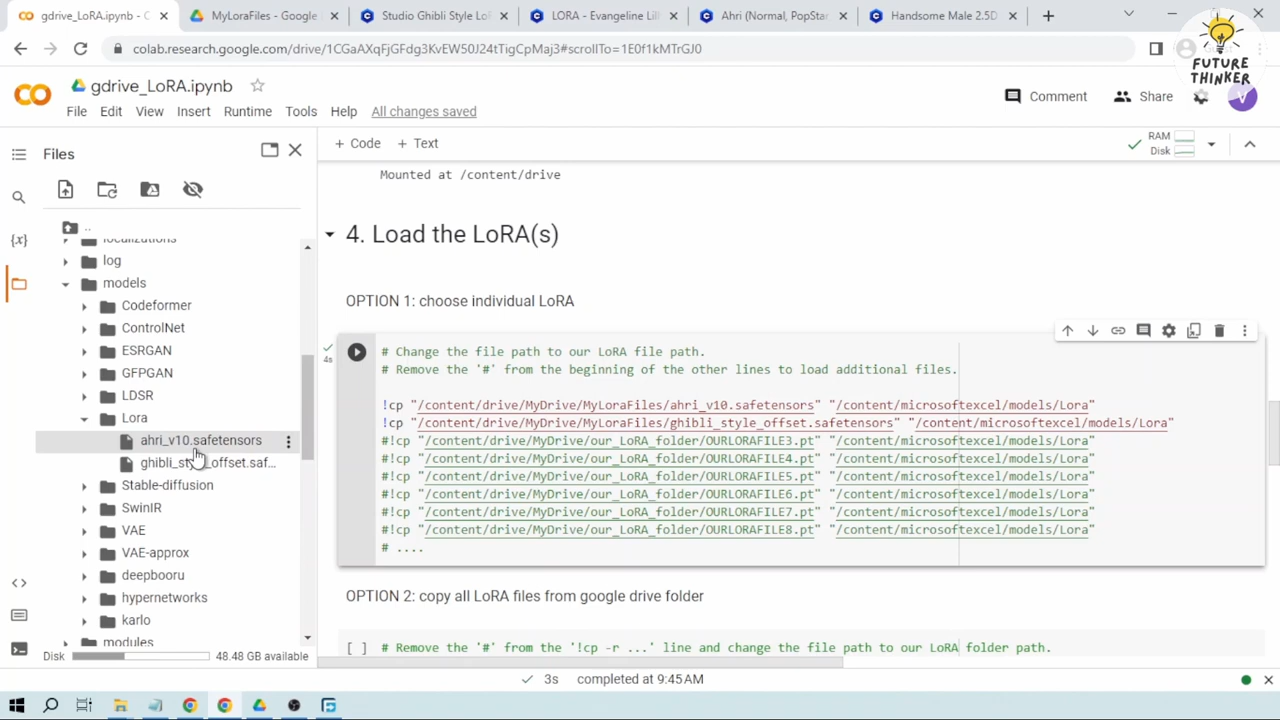 gdrive_LoRA.ipynb - C
MyLoraFiles - Google
Studio Ghibli Style Lo
LORA - Evangeline Lill
Ahri (Normal, PopStar
Handsome Male 2.5D
colab.research.google.com/drive/1CGaAXqFjGFdg3KvEW50J24tTigCpMaj3#scrollTo=1E0f1kMTrGJ0
FUTURE
THINKER
gdrive_LoRA.ipynb
File Edit View Insert Runtime Tools Help All changes saved
Comment
Share
V
Files
+ Code + Text
RAM
Disk
..
localizations
log
models
Codeformer
ControlNet
ESRGAN
GFPGAN
LDSR
Lora
ahri_v10.safetensors
ghibli_style_offset.saf...
Stable-diffusion
SwinIR
VAE
VAE-approx
deepbooru
hypernetworks
karlo
modules
Disk 48.48 GB available
Mounted at /content/drive
4. Load the LoRA(s)
OPTION 1: choose individual LoRA
4s
# Change the file path to our LoRA file path.
# Remove the '#' from the beginning of the other lines to load additional files.
!cp "/content/drive/MyDrive/MyLoraFiles/ahri_v10.safetensors" "/content/microsoftexcel/models/Lora"
!cp "/content/drive/MyDrive/MyLoraFiles/ghibli_style_offset.safetensors" "/content/microsoftexcel/models/Lora"
#!cp "/content/drive/MyDrive/our_LoRA_folder/OURLORAFILE3.pt" "/content/microsoftexcel/models/Lora"
#!cp "/content/drive/MyDrive/our_LoRA_folder/OURLORAFILE4.pt" "/content/microsoftexcel/models/Lora"
#!cp "/content/drive/MyDrive/our_LoRA_folder/OURLORAFILE5.pt" "/content/microsoftexcel/models/Lora"
#!cp "/content/drive/MyDrive/our_LoRA_folder/OURLORAFILE6.pt" "/content/microsoftexcel/models/Lora"
#!cp "/content/drive/MyDrive/our_LoRA_folder/OURLORAFILE7.pt" "/content/microsoftexcel/models/Lora"
#!cp "/content/drive/MyDrive/our_LoRA_folder/OURLORAFILE8.pt" "/content/microsoftexcel/models/Lora"
# ....
OPTION 2: copy all LoRA files from google drive folder
[ ] # Remove the '#' from the '!cp -r ...' line and change the file path to our LoRA folder path.
3s completed at 9:45 AM